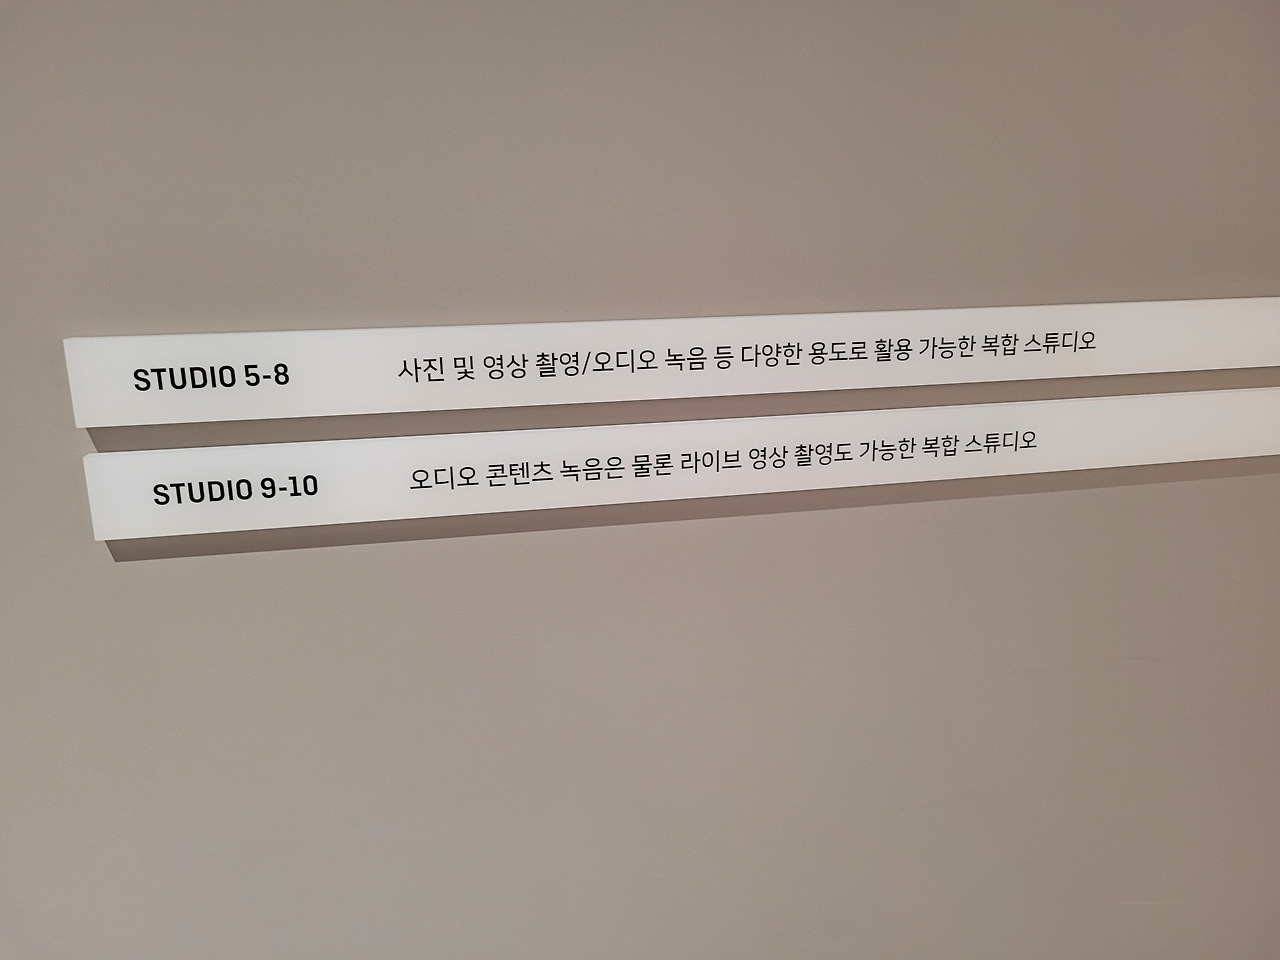 STUDIO 5-8 사진 및 영상 촬영/오디오 녹음 등 다양한 용도로 활용 가능한 복합 스튜디오
STUDIO 9-10 오디오 콘텐츠 녹음은 물론 라이브 영상 촬영도 가능한 복합 스튜디오